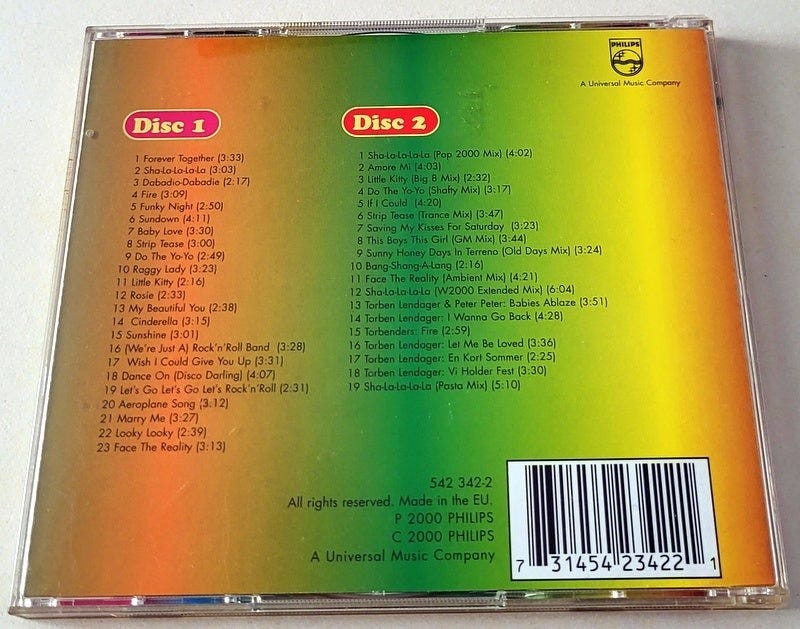 PHILIPS
A Universal Music Company
Disc 1
1 Forever Together (3:33)
2 Sha-La-La-La-La (3:03)
3 Dabadio-Dabadie (2:17)
4 Fire (3:09)
5 Funky Night (2:50)
6 Sundown (4:11)
7 Baby Love (3:30)
8 Strip Tease (3:00)
9 Do The Yo-Yo (2:49)
10 Raggy Lady (3:23)
11 Little Kitty (2:16)
12 Rosie (2:33)
13 My Beautiful You (2:38)
14 Cinderella (3:15)
15 Sunshine (3:01)
16 (We're Just A) Rock'n'Roll Band (3:28)
17 Wish I Could Give You Up (3:31)
18 Dance On (Disco Darling) (4:07)
19 Let's Go Let's Go Let's Rock'n'Roll (2:31)
20 Aeroplane Song (3:12)
21 Marry Me (3:27)
22 Looky Looky (2:39)
23 Face The Reality (3:13)
Disc 2
1 Sha-La-La-La-La (Pop 2000 Mix) (4:02)
2 Amore Mi (4:03)
3 Little Kitty (Big B Mix) (2:32)
4 Do The Yo-Yo (Shafty Mix) (3:17)
5 If I Could (4:20)
6 Strip Tease (Trance Mix) (3:47)
7 Saving My Kisses For Saturday (3:23)
8 This Boys This Girl (GM Mix) (3:44)
9 Sunny Honey Days In Terreno (Old Days Mix) (3:24)
10 Bang-Shang-A-Lang (2:16)
11 Face The Reality (Ambient Mix) (4:21)
12 Sha-La-La-La-La (W2000 Extended Mix) (6:04)
13 Torben Lendager & Peter Peter: Babies Ablaze (3:51)
14 Torben Lendager: I Wanna Go Back (4:28)
15 Torbenders: Fire (2:59)
16 Torben Lendager: Let Me Be Loved (3:36)
17 Torben Lendager: En Kort Sommer (2:25)
18 Torben Lendager: Vi Holder Fest (3:30)
19 Sha-La-La-La-La (Pasta Mix) (5:10)
542 342-2
All rights reserved. Made in the EU.
P 2000 PHILIPS
C 2000 PHILIPS
A Universal Music Company
7 31454 23422 1